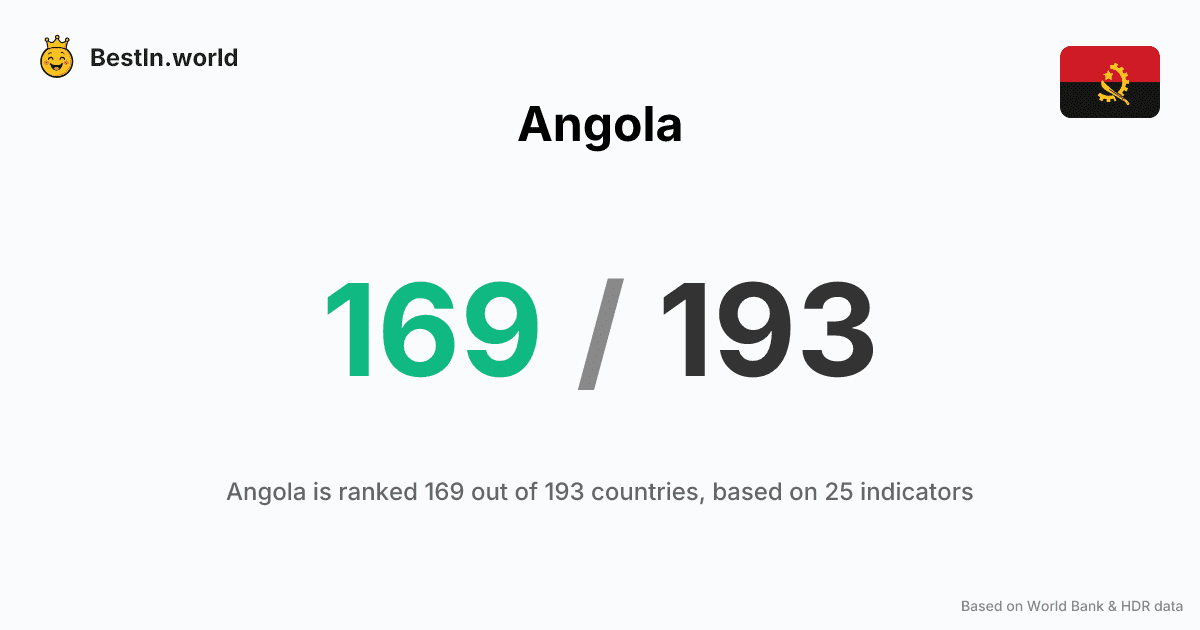 BestIn.world
Angola
169 / 193
Angola is ranked 169 out of 193 countries, based on 25 indicators
Based on World Bank & HDR data